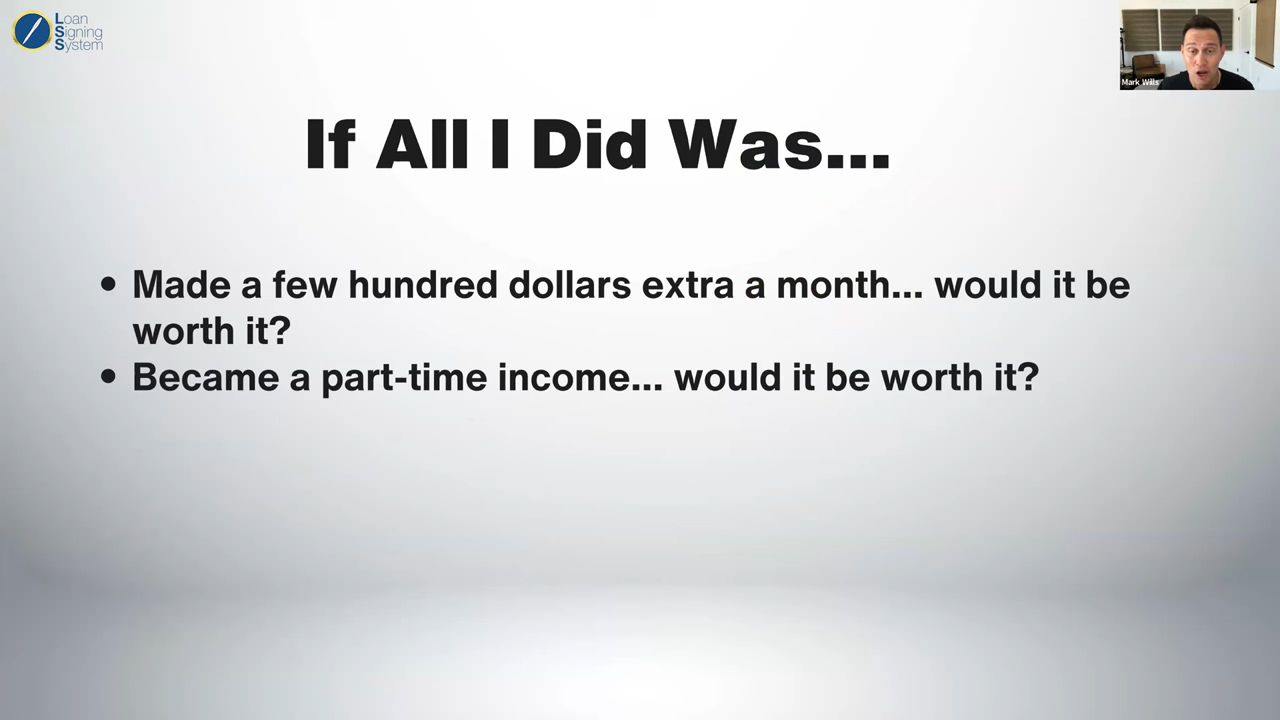 Loan
Signing
System
Mark Wills
If All I Did Was...
• Made a few hundred dollars extra a month... would it be
worth it?
• Became a part-time income... would it be worth it?